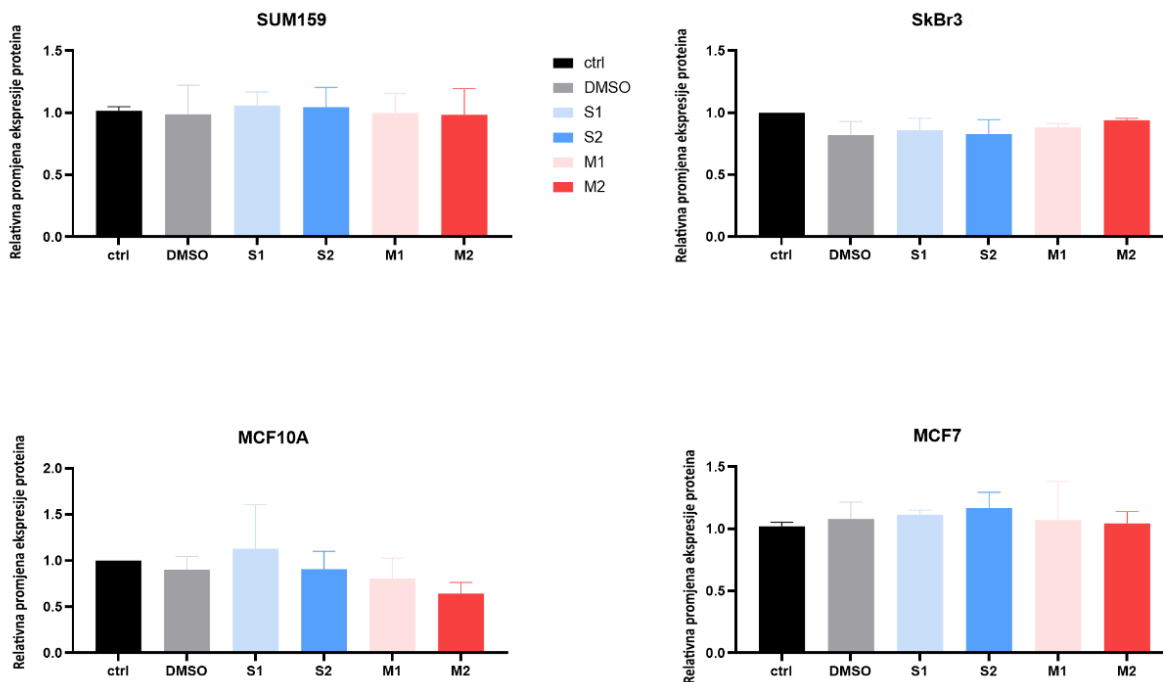 SUM159
Relativna promjena ekspresije proteina
1.5
1.0
0.5
0.0
ctrl DMSO S1 S2 M1 M2
ctrl
DMSO
S1
S2
M1
M2
SkBr3
Relativna promjena ekspresije proteina
1.5
1.0
0.5
0.0
ctrl DMSO S1 S2 M1 M2
MCF10A
Relativna promjena ekspresije proteina
2.0
1.5
1.0
0.5
0.0
ctrl DMSO S1 S2 M1 M2
MCF7
Relativna promjena ekspresije proteina
1.5
1.0
0.5
0.0
ctrl DMSO S1 S2 M1 M2